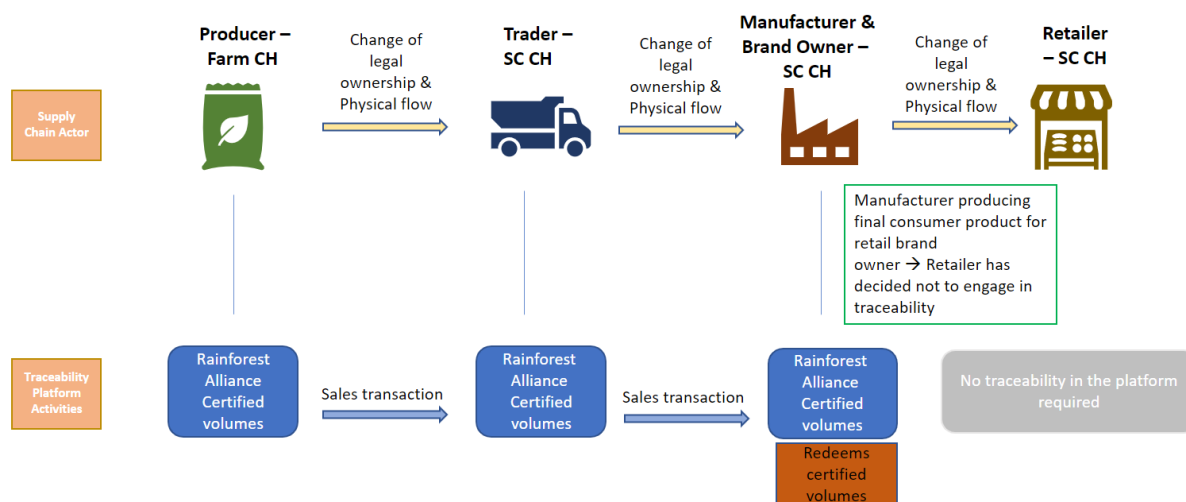 Producer –
Farm CH
Change of
legal
ownership &
Physical flow
Trader –
SC CH
Change of
legal
ownership &
Physical flow
Manufacturer &
Brand Owner –
SC CH
Change of
legal
ownership
& Physical
flow
Retailer
– SC CH
Supply
Chain Actor
Manufacturer producing
final consumer product for
retail brand
owner → Retailer has
decided not to engage in
traceability
Traceability
Platform
Activities
Rainforest
Alliance
Certified
volumes
Sales transaction
Rainforest
Alliance
Certified
volumes
Sales transaction
Rainforest
Alliance
Certified
volumes
Redeems
certified
volumes
No traceability in the platform
required